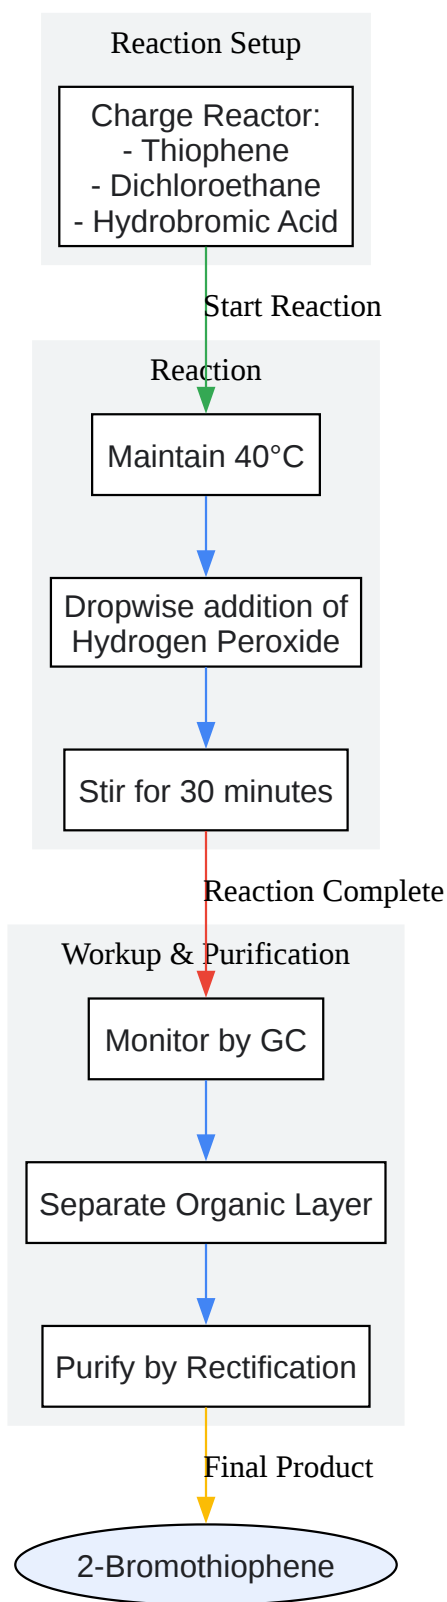 Reaction Setup
Charge Reactor:
- Thiophene
- Dichloroethane
- Hydrobromic Acid
Start Reaction
Reaction
Maintain 40°C
Dropwise addition of
Hydrogen Peroxide
Stir for 30 minutes
Reaction Complete
Workup & Purification
Monitor by GC
Separate Organic Layer
Purify by Rectification
Final Product
2-Bromothiophene